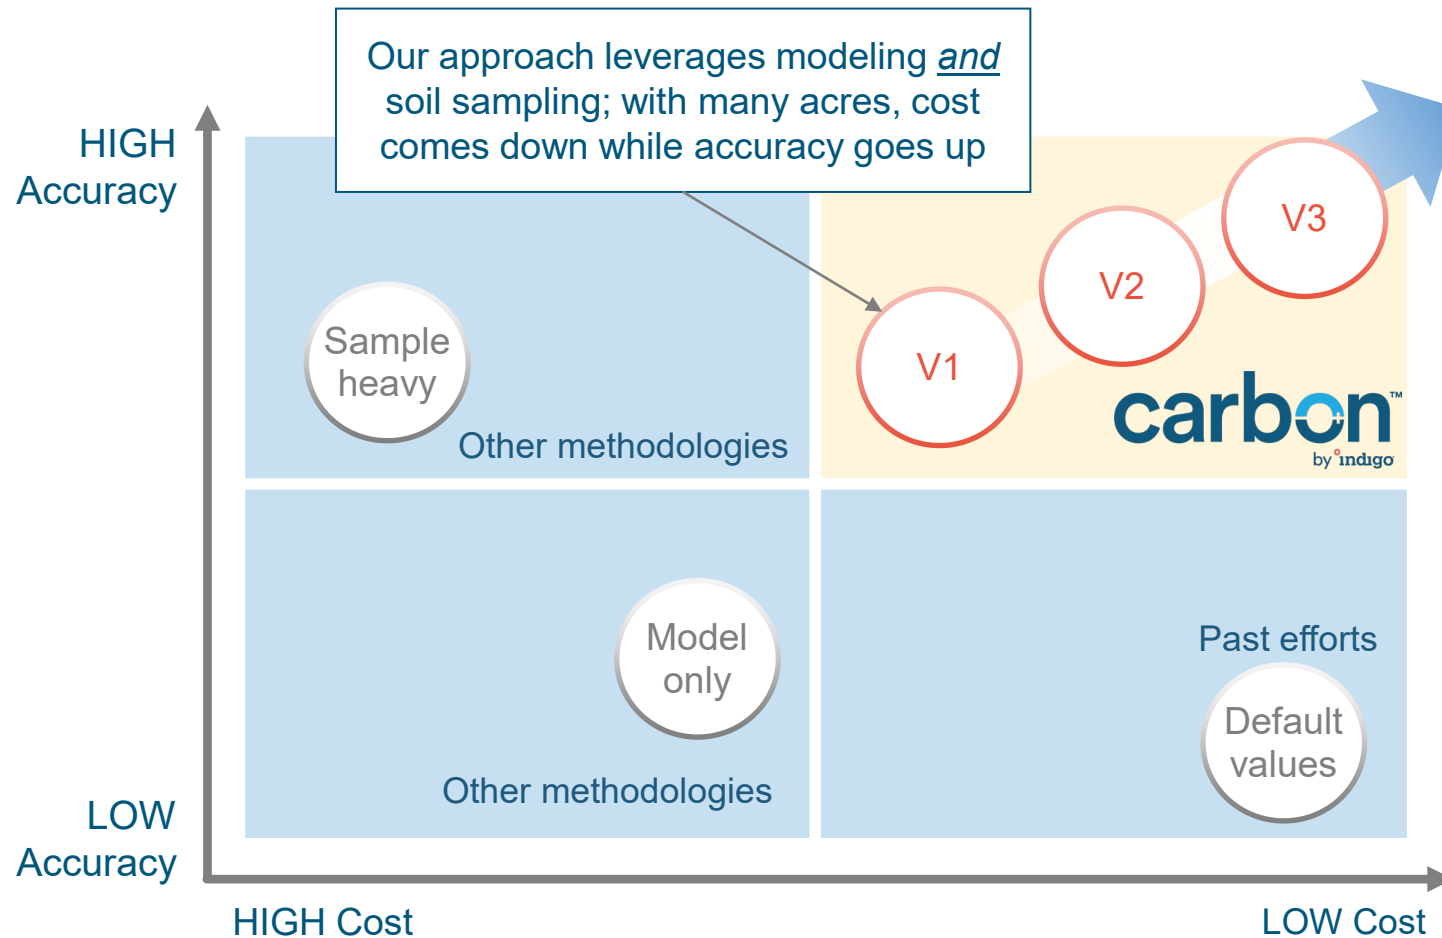 Our approach leverages modeling and
soil sampling; with many acres, cost
comes down while accuracy goes up
HIGH
Accuracy
V3
V2
V1
Sample
heavy
Other methodologies
carbon™
by indigo
Model
only
Other methodologies
Past efforts
Default
values
LOW
Accuracy
HIGH Cost
LOW Cost